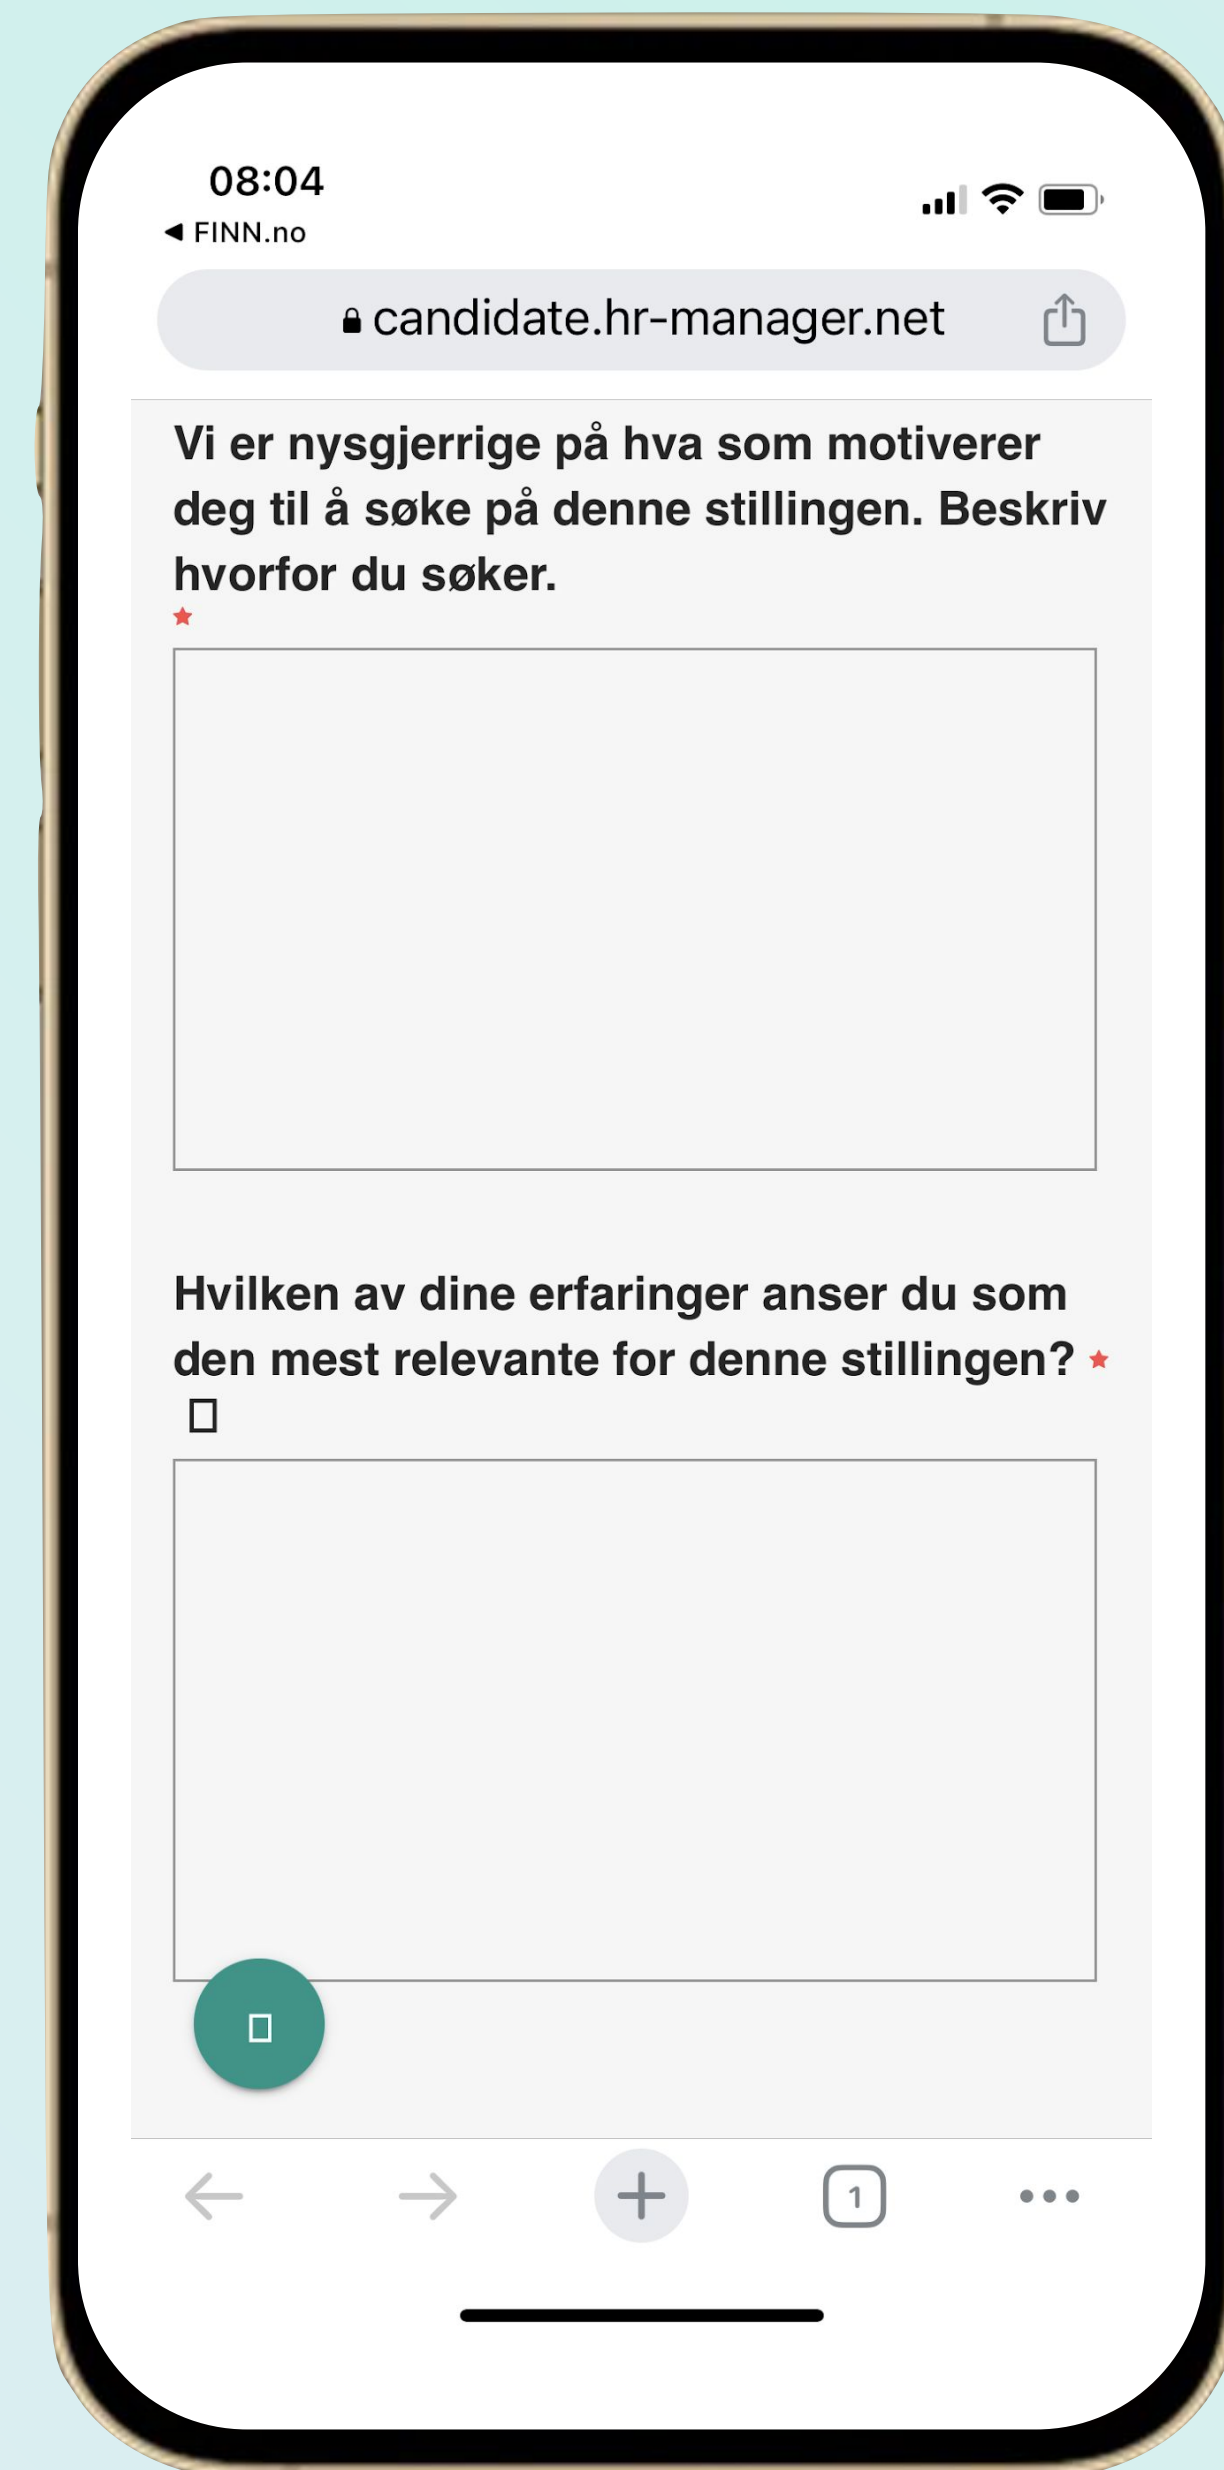 08:04
◀ FINN.no
candidate.hr-manager.net
Vi er nysgjerrige på hva som motiverer
deg til å søke på denne stillingen. Beskriv
hvorfor du søker.
Hvilken av dine erfaringer anser du som
den mest relevante for denne stillingen?
1